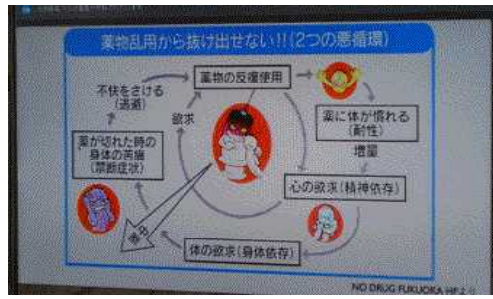 薬物乱用から抜け出せない!!(2つの悪循環)
薬物の反復使用
不快をさける
(逃避)
欲求
薬に体が慣れる
(耐性)
増量
薬が切れた時の
身体の苦痛
(禁断症状)
心の欲求(精神依存)
体の欲求(身体依存)
NO DRUG FUKUOKA HPより